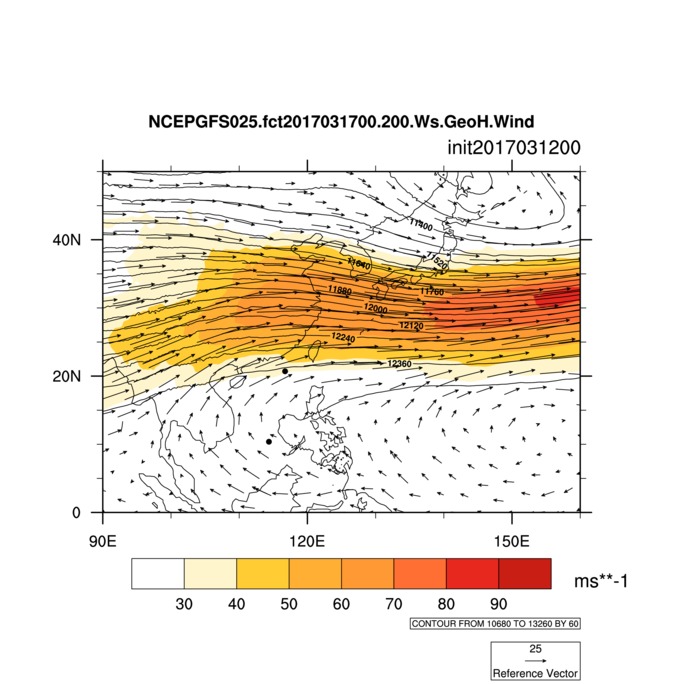 NCEPGFS025.fct2017031700.200.Ws.GeoH.Wind
init2017031200
11400
40N
11520
11640
11880
11760
12000
12120
12240
12360
20N
0
90E 120E 150E
ms**-1
30 40 50 60 70 80 90
CONTOUR FROM 10680 TO 13260 BY 60
25
Reference Vector